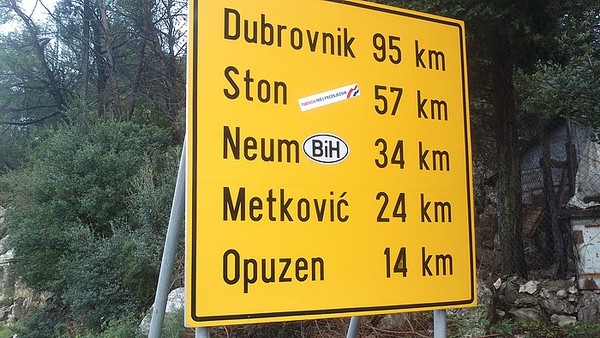 Dubrovnik 95 km
Ston 57 km
Neum BiH 34 km
Metković 24 km
Opuzen 14 km